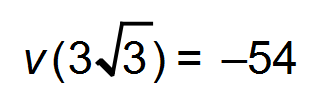 v(3√3) = –54